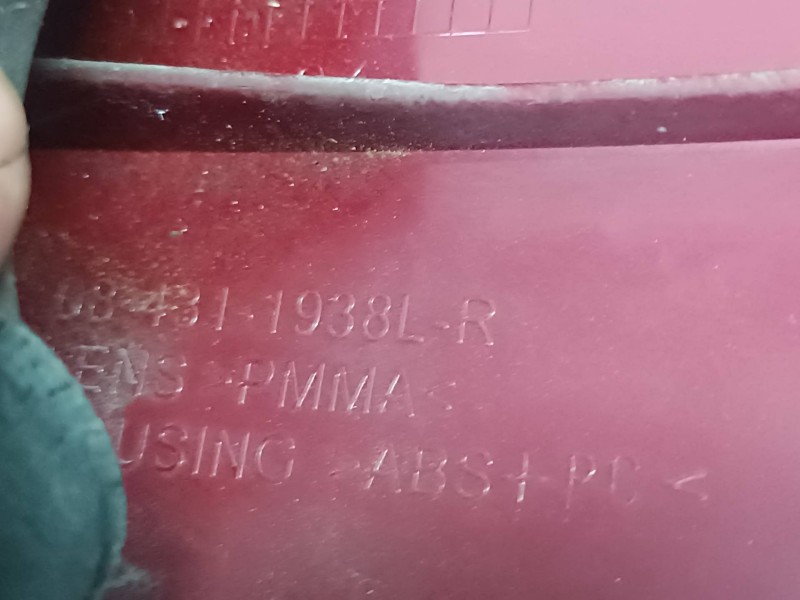 08-431-1938L-R
ENS >PMMA<
USING >ABS+PC<